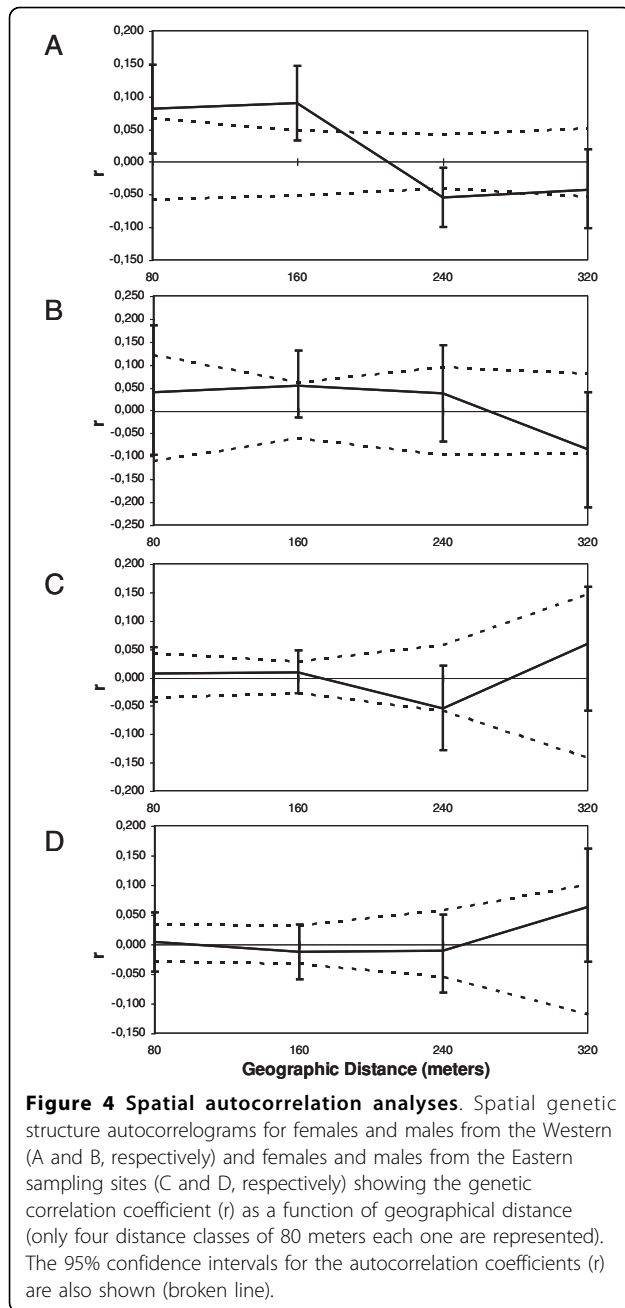 A
0,200
0,150
0,100
0,050
0,000
-0,050
-0,100
-0,150
r
80 160 240 320
B
0,250
0,200
0,150
0,100
0,050
0,000
-0,050
-0,100
-0,150
-0,200
-0,250
r
80 160 240 320
C
0,200
0,150
0,100
0,050
0,000
-0,050
-0,100
-0,150
-0,200
r
80 160 240 320
D
0,200
0,150
0,100
0,050
0,000
-0,050
-0,100
-0,150
r
80 160 240 320
Geographic Distance (meters)
Figure 4 Spatial autocorrelation analyses. Spatial genetic
structure autocorrelograms for females and males from the Western
(A and B, respectively) and females and males from the Eastern
sampling sites (C and D, respectively) showing the genetic
correlation coefficient (r) as a function of geographical distance
(only four distance classes of 80 meters each one are represented).
The 95% confidence intervals for the autocorrelation coefficients (r)
are also shown (broken line).